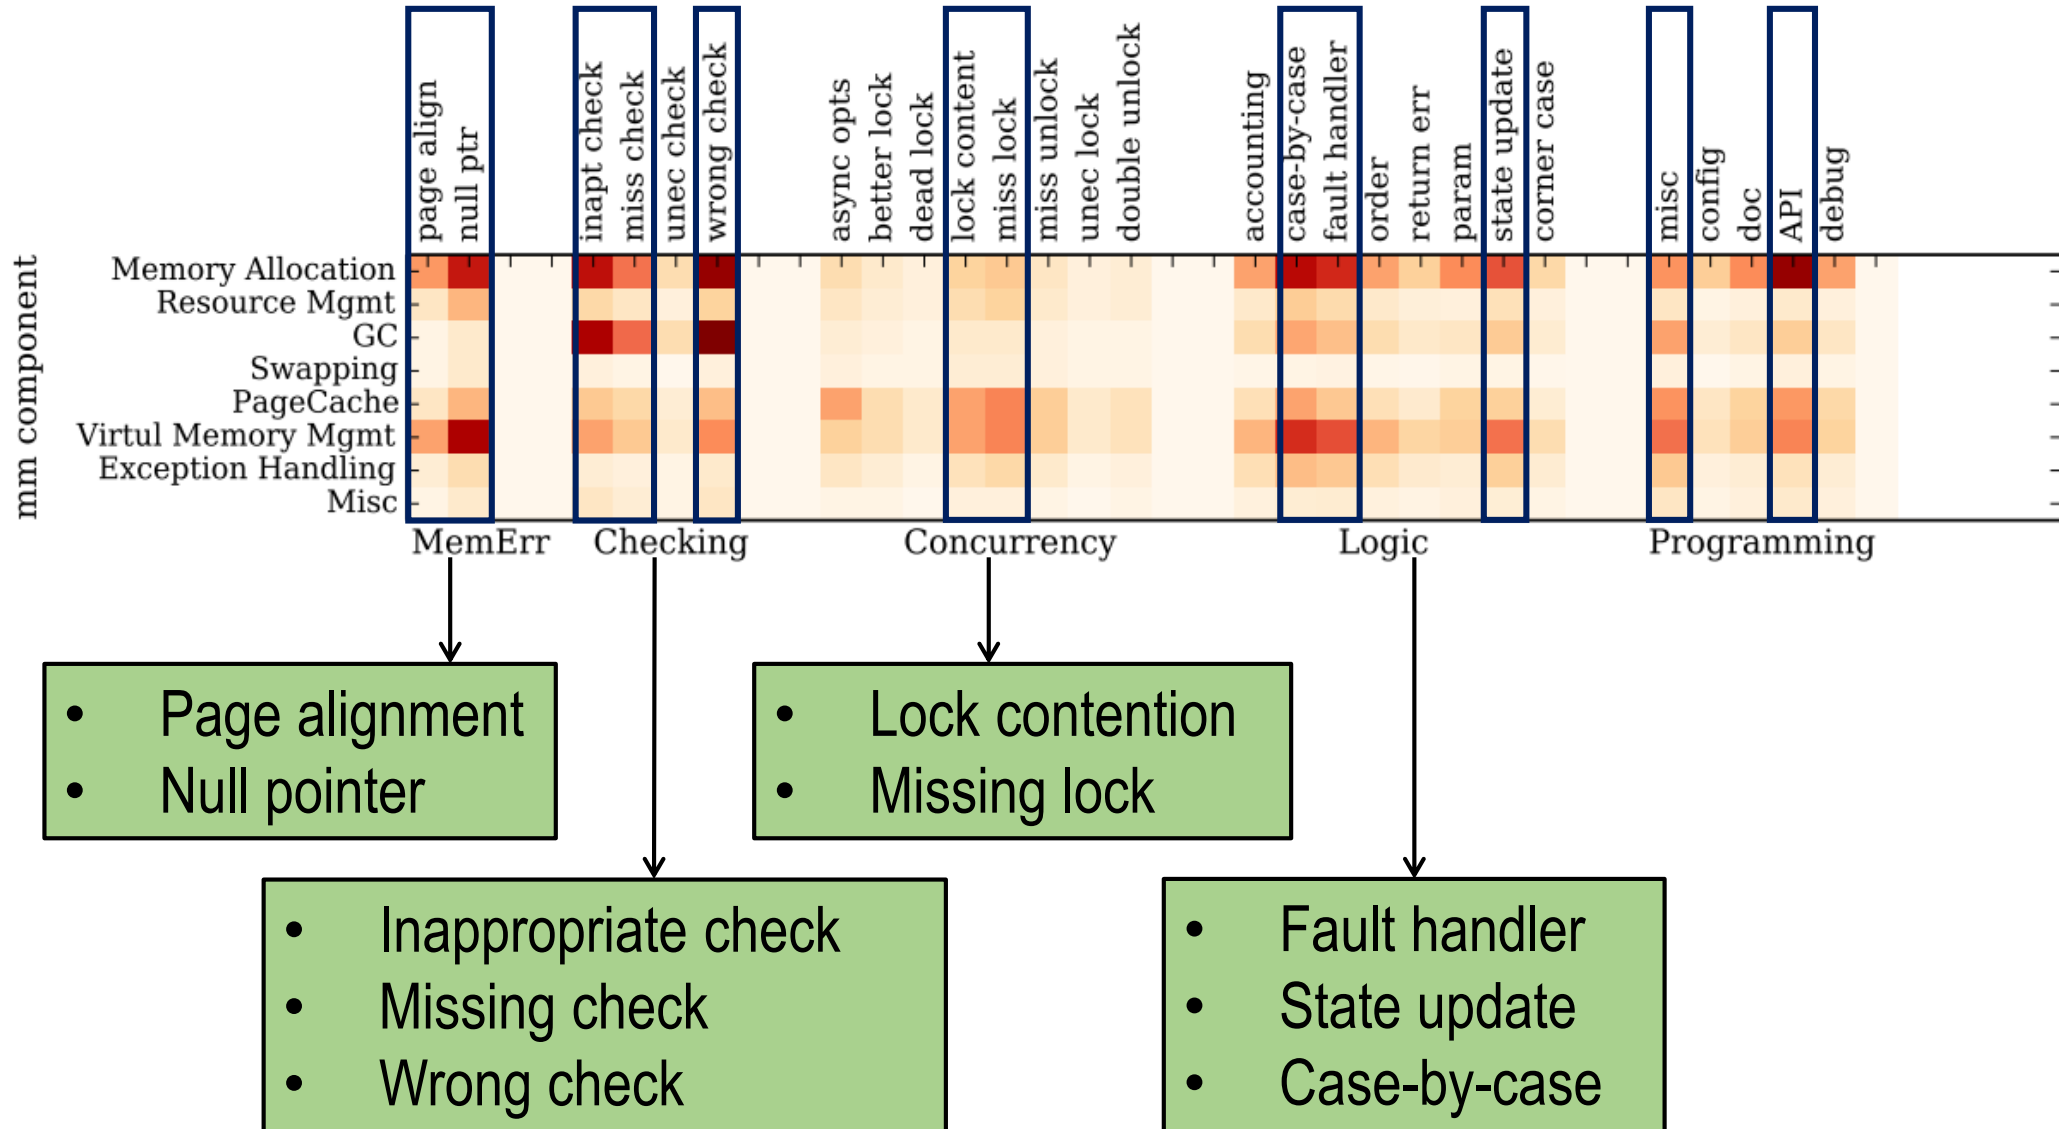 page align
null ptr
inapt check
miss check
unec check
wrong check
async opts
better lock
dead lock
lock content
miss lock
miss unlock
unec lock
double unlock
accounting
case-by-case
fault handler
order
return err
param
state update
corner case
misc
config
doc
API
debug
mm component
Memory Allocation
Resource Mgmt
GC
Swapping
PageCache
Virtul Memory Mgmt
Exception Handling
Misc
MemErr
Checking
Concurrency
Logic
Programming
• Page alignment
• Null pointer
• Lock contention
• Missing lock
• Inappropriate check
• Missing check
• Wrong check
• Fault handler
• State update
• Case-by-case